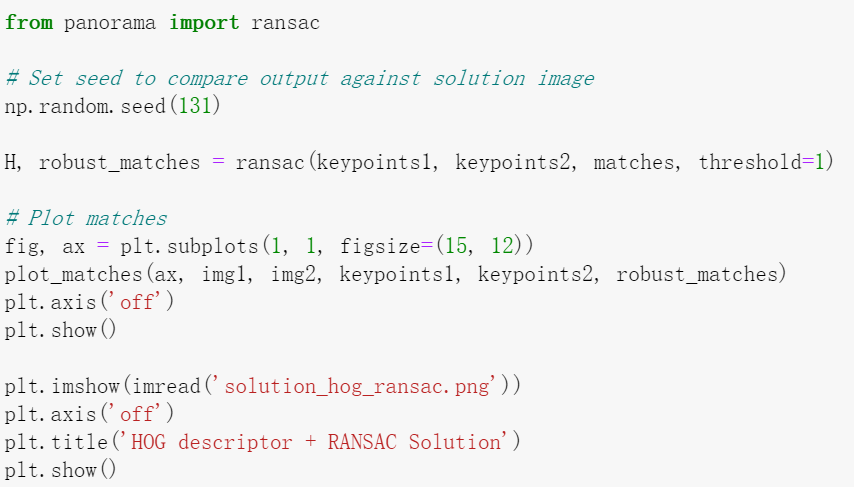 from panorama import ransac
# Set seed to compare output against solution image
np.random.seed(131)
H, robust_matches = ransac(keypoints1, keypoints2, matches, threshold=1)
# Plot matches
fig, ax = plt.subplots(1, 1, figsize=(15, 12))
plot_matches(ax, img1, img2, keypoints1, keypoints2, robust_matches)
plt.axis('off')
plt.show()
plt.imshow(imread('solution_hog_ransac.png'))
plt.axis('off')
plt.title('HOG descriptor + RANSAC Solution')
plt.show()